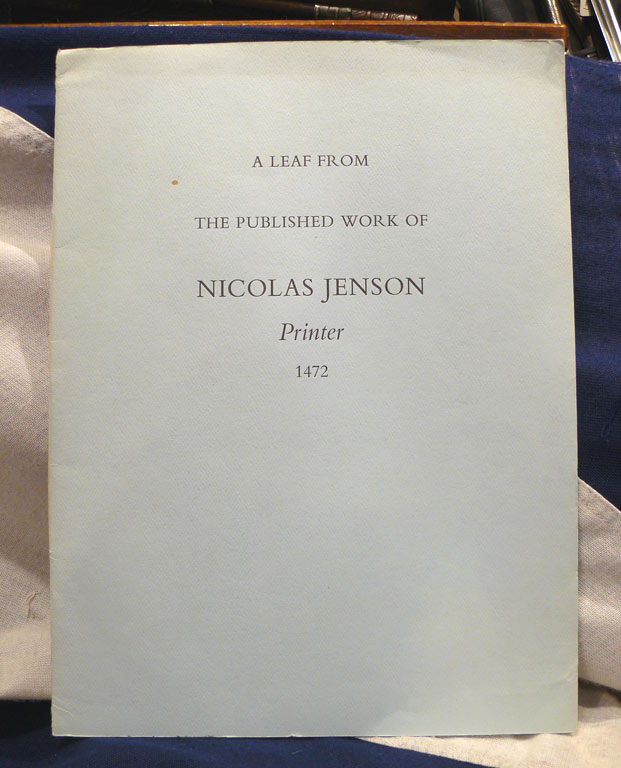 A LEAF FROM
THE PUBLISHED WORK OF
NICOLAS JENSON
Printer
1472